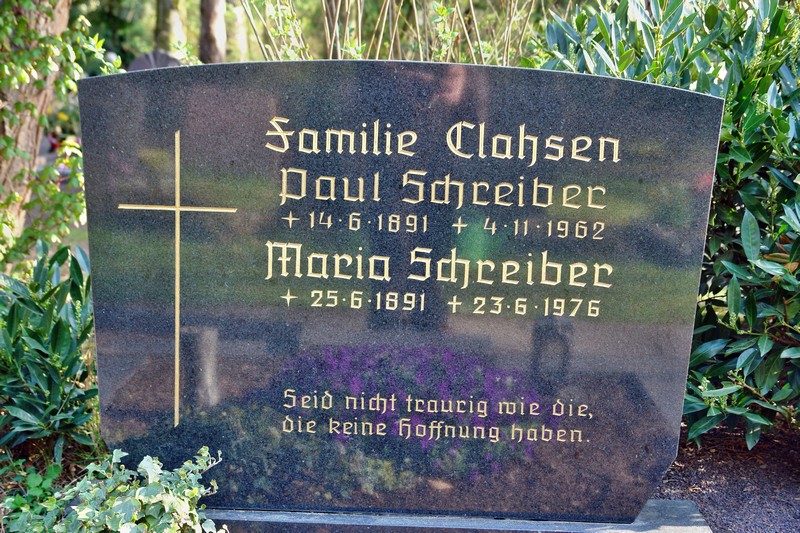 Familie Clahsen
Paul Schreiber
+ 14·6·1891 + 4·11·1962
Maria Schreiber
+ 25·6·1891 + 23·6·1976
Seid nicht traurig wie die,
die keine Hoffnung haben.